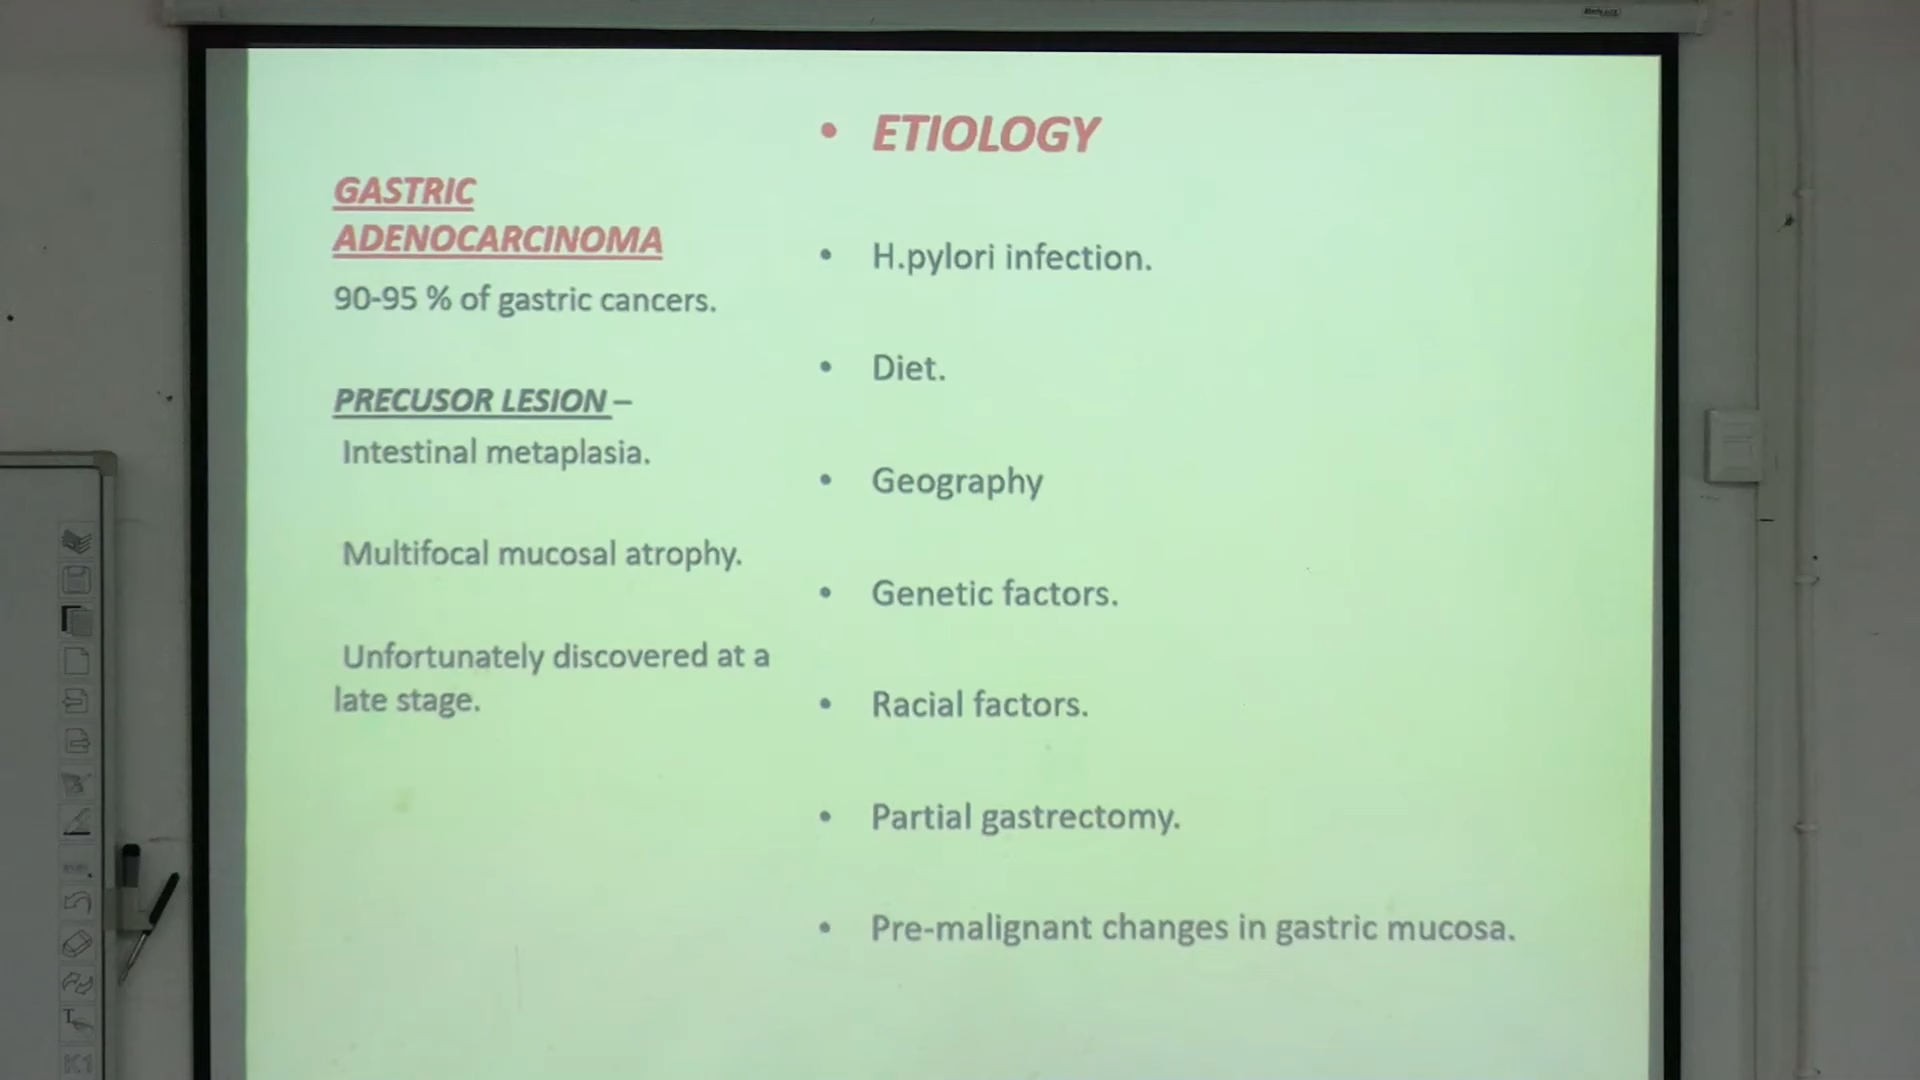 GASTRIC
ADENOCARCINOMA
90-95 % of gastric cancers.
PRECUSOR LESION –
Intestinal metaplasia.
Multifocal mucosal atrophy.
Unfortunately discovered at a
late stage.
• ETIOLOGY
• H.pylori infection.
• Diet.
• Geography
• Genetic factors.
• Racial factors.
• Partial gastrectomy.
• Pre-malignant changes in gastric mucosa.